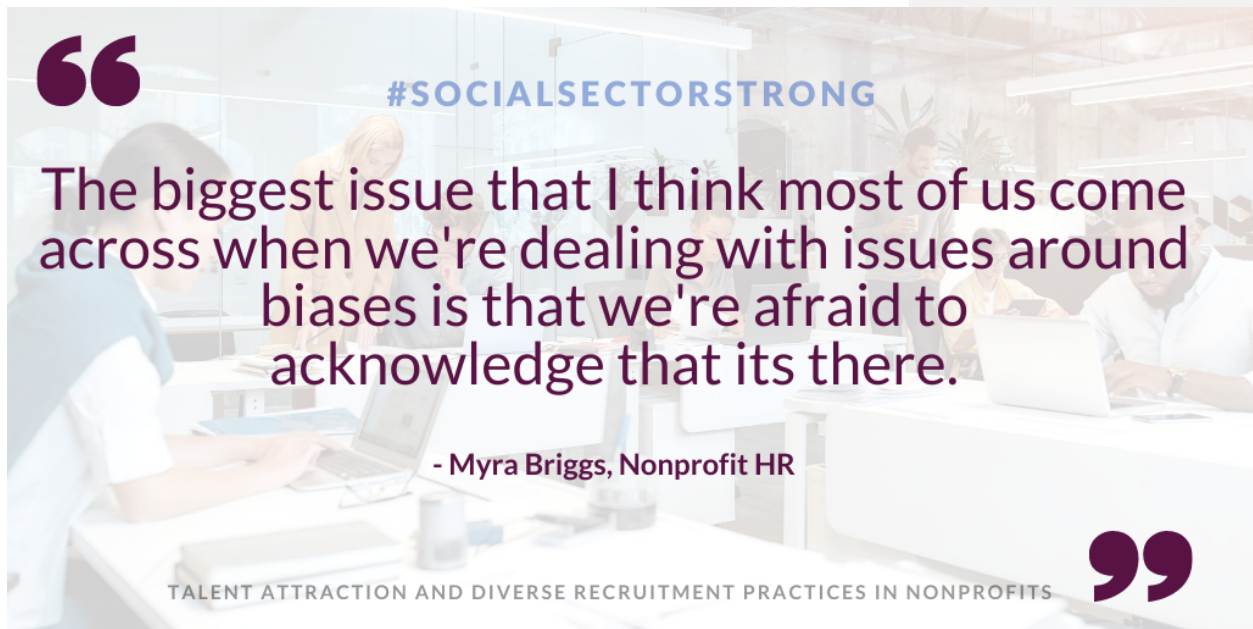 “
#SOCIALSECTORSTRONG
The biggest issue that I think most of us come
across when we're dealing with issues around
biases is that we're afraid to
acknowledge that its there.
- Myra Briggs, Nonprofit HR
”
TALENT ATTRACTION AND DIVERSE RECRUITMENT PRACTICES IN NONPROFITS